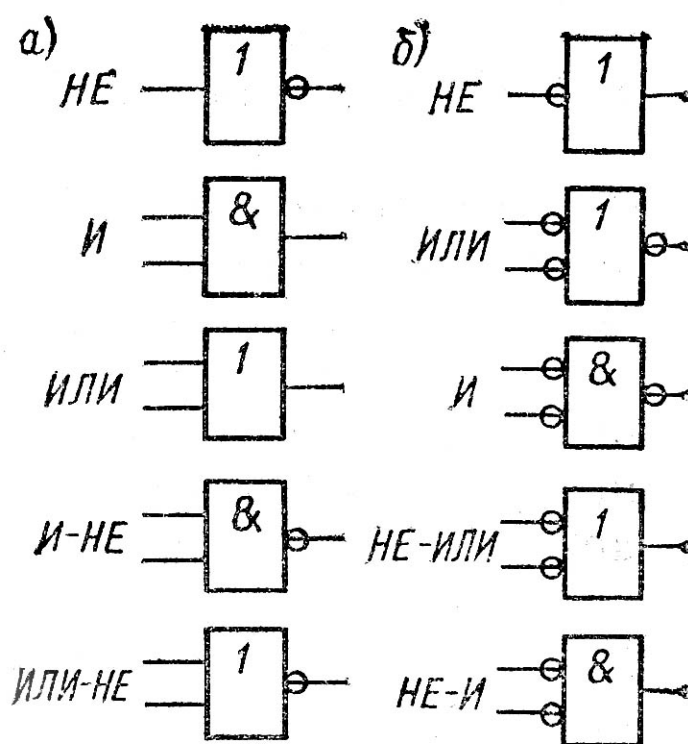 а)
НЕ 1
И &
ИЛИ 1
И-НЕ &
ИЛИ-НЕ 1
б)
НЕ 1
ИЛИ 1
И &
НЕ-ИЛИ 1
НЕ-И &